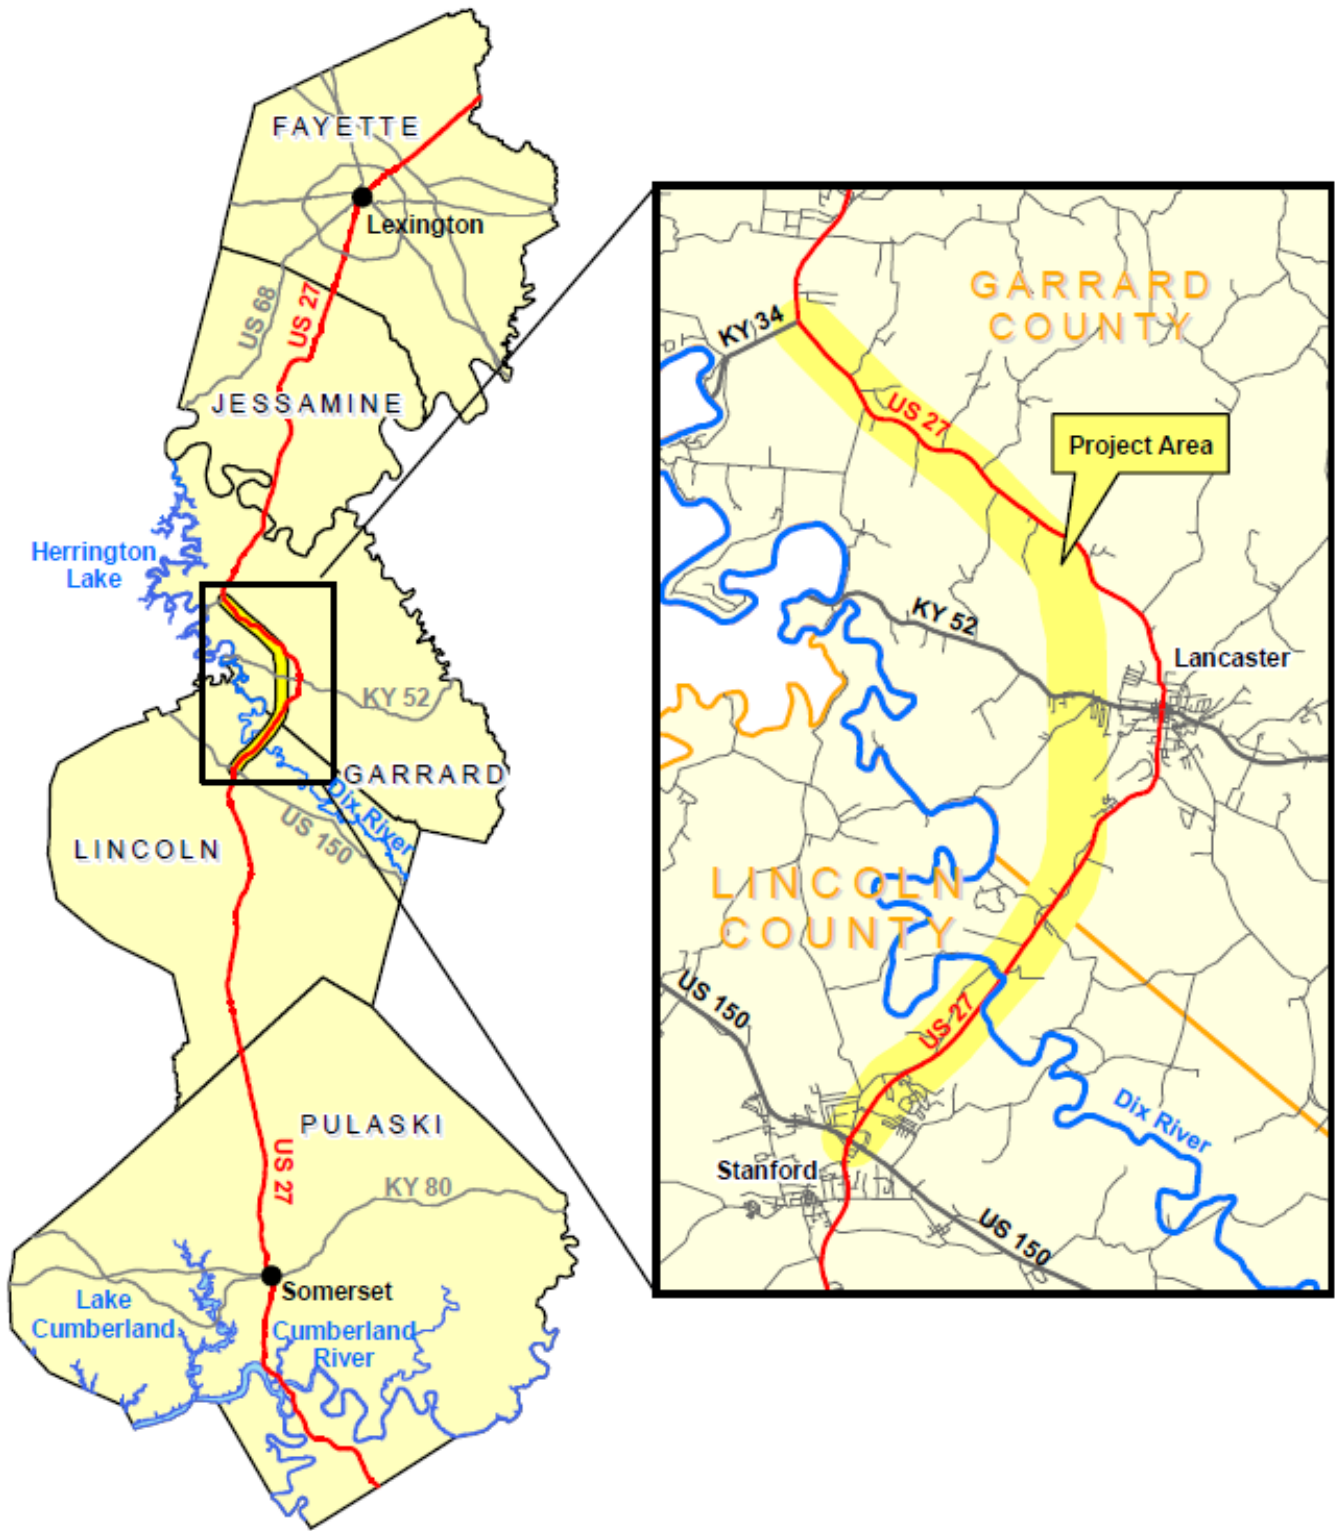 FAYETTE
Lexington
US 68
US 27
JESSAMINE
Herrington
Lake
KY 52
GARRARD
Dix River
US 150
LINCOLN
PULASKI
US 27
KY 80
Somerset
Lake
Cumberland
Cumberland
River
GARRARD
COUNTY
KY 34
US 27
Project Area
KY 52
Lancaster
LINCOLN
COUNTY
US 150
US 27
Dix River
Stanford
US 150